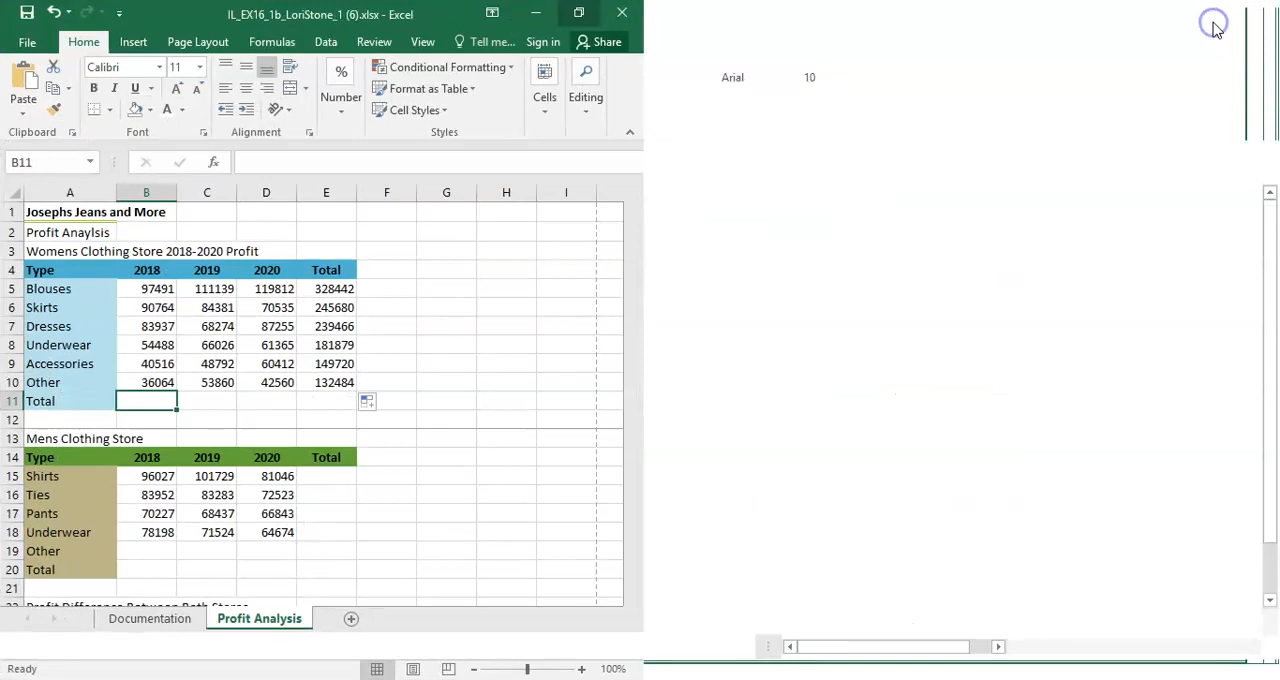 IL_EX16_1b_LoriStone_1 (6).xlsx - Excel
File Home Insert Page Layout Formulas Data Review View Tell me... Sign in Share
Paste Calibri 11 % Number Conditional Formatting Format as Table Cell Styles Cells Editing
B I U A A A
Clipboard Font Alignment Styles
Arial 10
B11 fx
A B C D E F G H I
1 Josephs Jeans and More
2 Profit Anaylsis
3 Womens Clothing Store 2018-2020 Profit
4 Type 2018 2019 2020 Total
5 Blouses 97491 111139 119812 328442
6 Skirts 90764 84381 70535 245680
7 Dresses 83937 68274 87255 239466
8 Underwear 54488 66026 61365 181879
9 Accessories 40516 48792 60412 149720
10 Other 36064 53860 42560 132484
11 Total
12
13 Mens Clothing Store
14 Type 2018 2019 2020 Total
15 Shirts 96027 101729 81046
16 Ties 83952 83283 72523
17 Pants 70227 68437 66843
18 Underwear 78198 71524 64674
19 Other
20 Total
21
22 Profit Difference Between Both Stores
Documentation Profit Analysis
Ready 100%